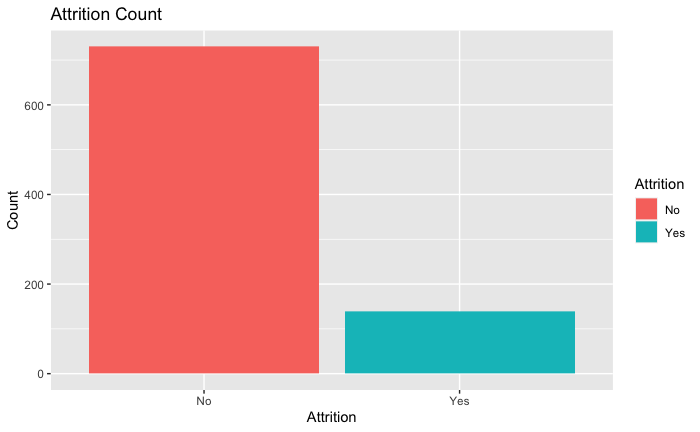 Attrition Count
Count
600
400
200
0
No
Yes
Attrition
Attrition
No
Yes